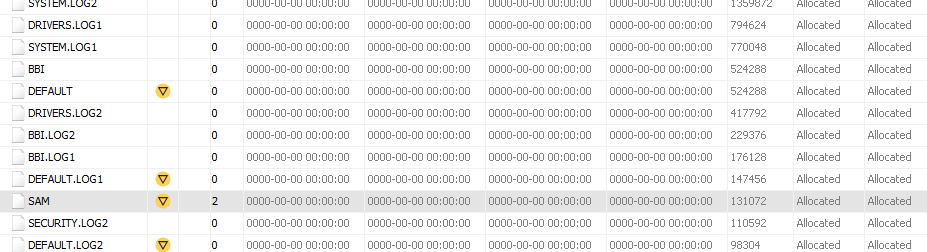 SYSTEM.LOG2 0 0000-00-00 00:00:00 0000-00-00 00:00:00 0000-00-00 00:00:00 0000-00-00 00:00:00 1359872 Allocated Allocated
DRIVERS.LOG1 0 0000-00-00 00:00:00 0000-00-00 00:00:00 0000-00-00 00:00:00 0000-00-00 00:00:00 794624 Allocated Allocated
SYSTEM.LOG1 0 0000-00-00 00:00:00 0000-00-00 00:00:00 0000-00-00 00:00:00 0000-00-00 00:00:00 770048 Allocated Allocated
BBI 0 0000-00-00 00:00:00 0000-00-00 00:00:00 0000-00-00 00:00:00 0000-00-00 00:00:00 524288 Allocated Allocated
DEFAULT 0 0000-00-00 00:00:00 0000-00-00 00:00:00 0000-00-00 00:00:00 0000-00-00 00:00:00 524288 Allocated Allocated
DRIVERS.LOG2 0 0000-00-00 00:00:00 0000-00-00 00:00:00 0000-00-00 00:00:00 0000-00-00 00:00:00 417792 Allocated Allocated
BBI.LOG2 0 0000-00-00 00:00:00 0000-00-00 00:00:00 0000-00-00 00:00:00 0000-00-00 00:00:00 229376 Allocated Allocated
BBI.LOG1 0 0000-00-00 00:00:00 0000-00-00 00:00:00 0000-00-00 00:00:00 0000-00-00 00:00:00 176128 Allocated Allocated
DEFAULT.LOG1 0 0000-00-00 00:00:00 0000-00-00 00:00:00 0000-00-00 00:00:00 0000-00-00 00:00:00 147456 Allocated Allocated
SAM 2 0000-00-00 00:00:00 0000-00-00 00:00:00 0000-00-00 00:00:00 0000-00-00 00:00:00 131072 Allocated Allocated
SECURITY.LOG2 0 0000-00-00 00:00:00 0000-00-00 00:00:00 0000-00-00 00:00:00 0000-00-00 00:00:00 110592 Allocated Allocated
DEFAULT.LOG2 0 0000-00-00 00:00:00 0000-00-00 00:00:00 0000-00-00 00:00:00 0000-00-00 00:00:00 98304 Allocated Allocated